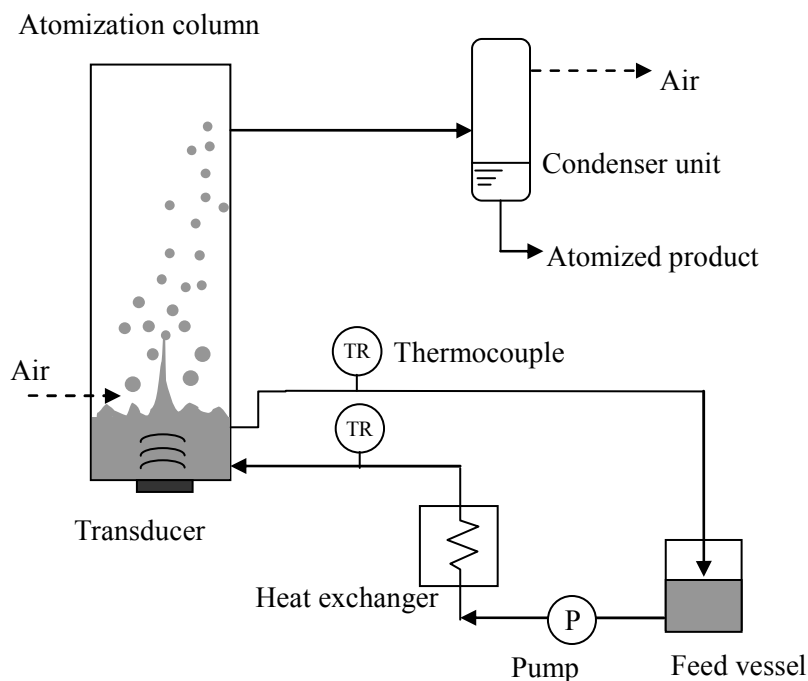 Atomization column
Air
Condenser unit
Atomized product
TR
Thermocouple
Air
TR
Transducer
Heat exchanger
P
Pump
Feed vessel